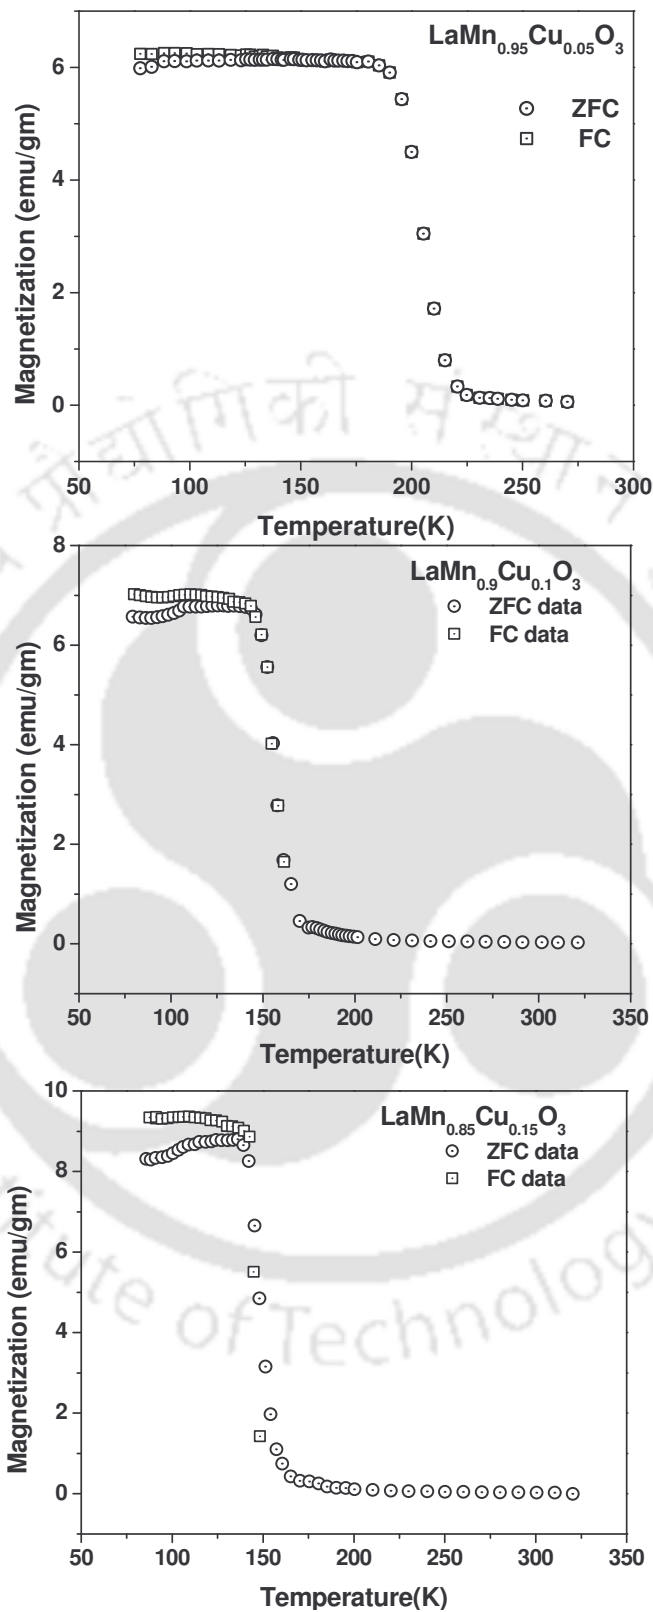 LaMn0.95Cu0.05O3
ZFC
FC
Magnetization (emu/gm)
6
4
2
0
50 100 150 200 250 300
Temperature(K)
LaMn0.9Cu0.1O3
ZFC data
FC data
Magnetization (emu/gm)
8
6
4
2
0
50 100 150 200 250 300 350
Temperature(K)
LaMn0.85Cu0.15O3
ZFC data
FC data
Magnetization (emu/gm)
10
8
6
4
2
0
50 100 150 200 250 300 350
Temperature(K)
itute of Technology